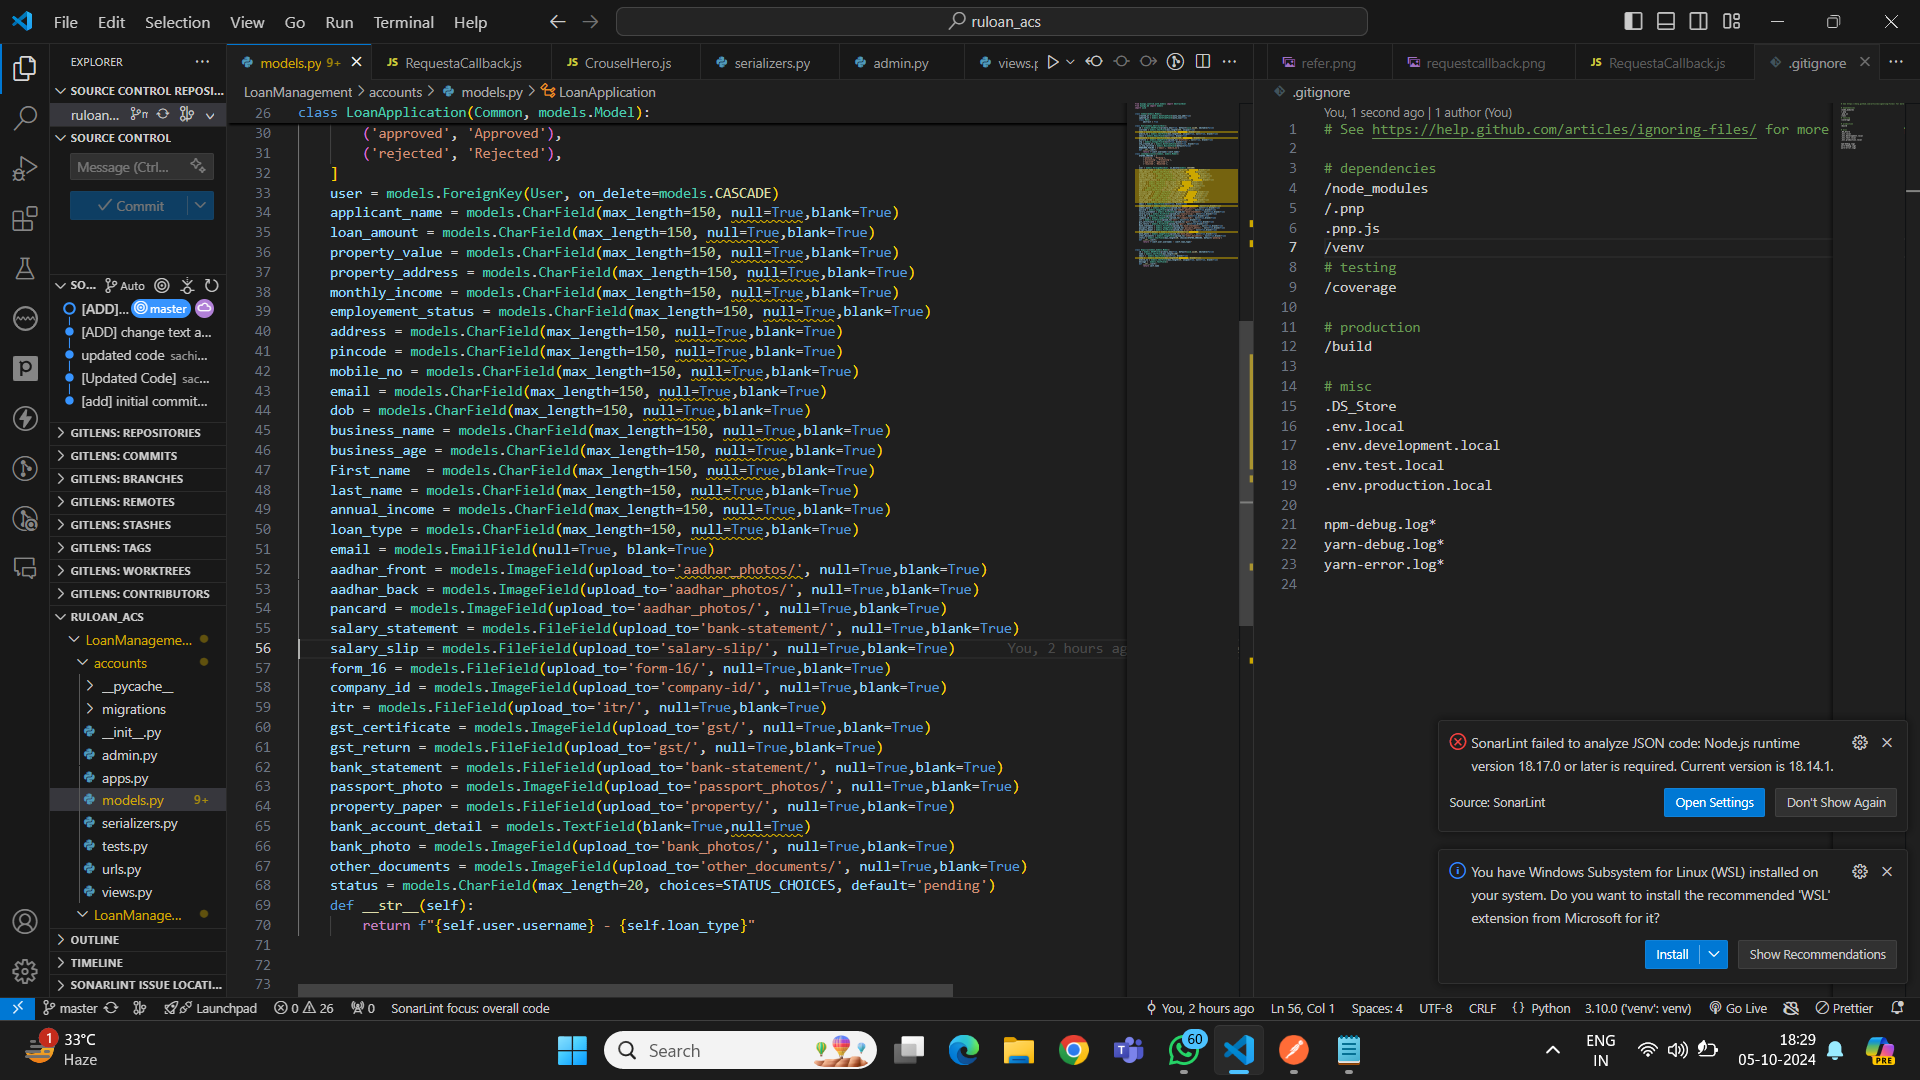 File Edit Selection View Go Run Terminal Help
ruloan_acs
EXPLORER
SOURCE CONTROL REPOSI...
ruloan...
SOURCE CONTROL
Message (Ctrl...
Commit
SO... Auto
[ADD]... master
[ADD] change text a...
updated code sachi...
[Updated Code] sac...
[add] initial commit...
GITLENS: REPOSITORIES
GITLENS: COMMITS
GITLENS: BRANCHES
GITLENS: REMOTES
GITLENS: STASHES
GITLENS: TAGS
GITLENS: WORKTREES
GITLENS: CONTRIBUTORS
RULOAN_ACS
LoanManageme...
accounts
__pycache__
migrations
__init__.py
admin.py
apps.py
models.py 9+
serializers.py
tests.py
urls.py
views.py
LoanManage...
OUTLINE
TIMELINE
SONARLINT ISSUE LOCATI...
models.py 9+
JS RequestaCallback.js
JS CrouselHero.js
serializers.py
admin.py
views.p
LoanManagement > accounts > models.py > LoanApplication
26 class LoanApplication(Common, models.Model):
30 ('approved', 'Approved'),
31 ('rejected', 'Rejected'),
32 ]
33 user = models.ForeignKey(User, on_delete=models.CASCADE)
34 applicant_name = models.CharField(max_length=150, null=True,blank=True)
35 loan_amount = models.CharField(max_length=150, null=True,blank=True)
36 property_value = models.CharField(max_length=150, null=True,blank=True)
37 property_address = models.CharField(max_length=150, null=True,blank=True)
38 monthly_income = models.CharField(max_length=150, null=True,blank=True)
39 employement_status = models.CharField(max_length=150, null=True,blank=True)
40 address = models.CharField(max_length=150, null=True,blank=True)
41 pincode = models.CharField(max_length=150, null=True,blank=True)
42 mobile_no = models.CharField(max_length=150, null=True,blank=True)
43 email = models.CharField(max_length=150, null=True,blank=True)
44 dob = models.CharField(max_length=150, null=True,blank=True)
45 business_name = models.CharField(max_length=150, null=True,blank=True)
46 business_age = models.CharField(max_length=150, null=True,blank=True)
47 First_name  = models.CharField(max_length=150, null=True,blank=True)
48 last_name = models.CharField(max_length=150, null=True,blank=True)
49 annual_income = models.CharField(max_length=150, null=True,blank=True)
50 loan_type = models.CharField(max_length=150, null=True,blank=True)
51 email = models.EmailField(null=True, blank=True)
52 aadhar_front = models.ImageField(upload_to='aadhar_photos/', null=True,blank=True)
53 aadhar_back = models.ImageField(upload_to='aadhar_photos/', null=True,blank=True)
54 pancard = models.ImageField(upload_to='aadhar_photos/', null=True,blank=True)
55 salary_statement = models.FileField(upload_to='bank-statement/', null=True,blank=True)
56 salary_slip = models.FileField(upload_to='salary-slip/', null=True,blank=True) You, 2 hours ag
57 form_16 = models.FileField(upload_to='form-16/', null=True,blank=True)
58 company_id = models.ImageField(upload_to='company-id/', null=True,blank=True)
59 itr = models.FileField(upload_to='itr/', null=True,blank=True)
60 gst_certificate = models.ImageField(upload_to='gst/', null=True,blank=True)
61 gst_return = models.FileField(upload_to='gst/', null=True,blank=True)
62 bank_statement = models.FileField(upload_to='bank-statement/', null=True,blank=True)
63 passport_photo = models.ImageField(upload_to='passport_photos/', null=True,blank=True)
64 property_paper = models.FileField(upload_to='property/', null=True,blank=True)
65 bank_account_detail = models.TextField(blank=True,null=True)
66 bank_photo = models.ImageField(upload_to='bank_photos/', null=True,blank=True)
67 other_documents = models.ImageField(upload_to='other_documents/', null=True,blank=True)
68 status = models.CharField(max_length=20, choices=STATUS_CHOICES, default='pending')
69 def __str__(self):
70 return f"{self.user.username} - {self.loan_type}"
71
72
73
refer.png
requestcallback.png
JS RequestaCallback.js
.gitignore
.gitignore
You, 1 second ago | 1 author (You)
1 # See https://help.github.com/articles/ignoring-files/ for more
2
3 # dependencies
4 /node_modules
5 /.pnp
6 .pnp.js
7 /venv
8 # testing
9 /coverage
10
11 # production
12 /build
13
14 # misc
15 .DS_Store
16 .env.local
17 .env.development.local
18 .env.test.local
19 .env.production.local
20
21 npm-debug.log*
22 yarn-debug.log*
23 yarn-error.log*
24
SonarLint failed to analyze JSON code: Node.js runtime
version 18.17.0 or later is required. Current version is 18.14.1.
Source: SonarLint
Open Settings
Don't Show Again
You have Windows Subsystem for Linux (WSL) installed on
your system. Do you want to install the recommended 'WSL'
extension from Microsoft for it?
Install
Show Recommendations
master
Launchpad
0 26
0
SonarLint focus: overall code
You, 2 hours ago
Ln 56, Col 1
Spaces: 4
UTF-8
CRLF
{} Python
3.10.0 ('venv': venv)
Go Live
Prettier
1
33°C
Haze
Search
60
ENG
IN
18:29
05-10-2024
PRE